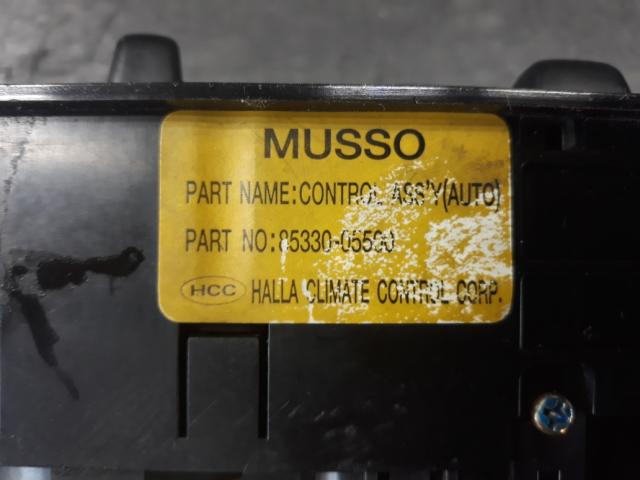 MUSSO
PART NAME:CONTROL ASS'Y(AUTO)
PART NO:85330-05500
HCC HALLA CLIMATE CONTROL CORP.